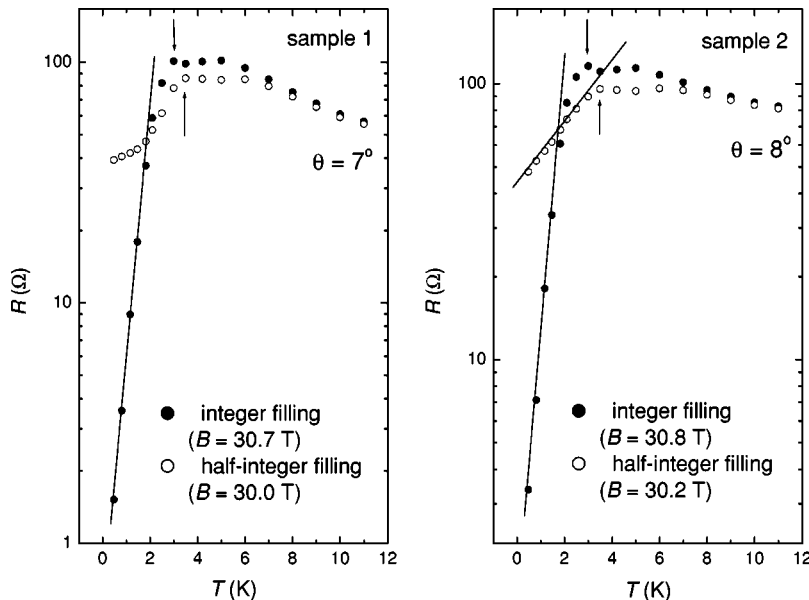 sample 1
100
10
1
R (Ω)
θ = 7°
integer filling
(B = 30.7 T)
half-integer filling
(B = 30.0 T)
0 2 4 6 8 10 12
T (K)
sample 2
100
10
R (Ω)
θ = 8°
integer filling
(B = 30.8 T)
half-integer filling
(B = 30.2 T)
0 2 4 6 8 10 12
T (K)